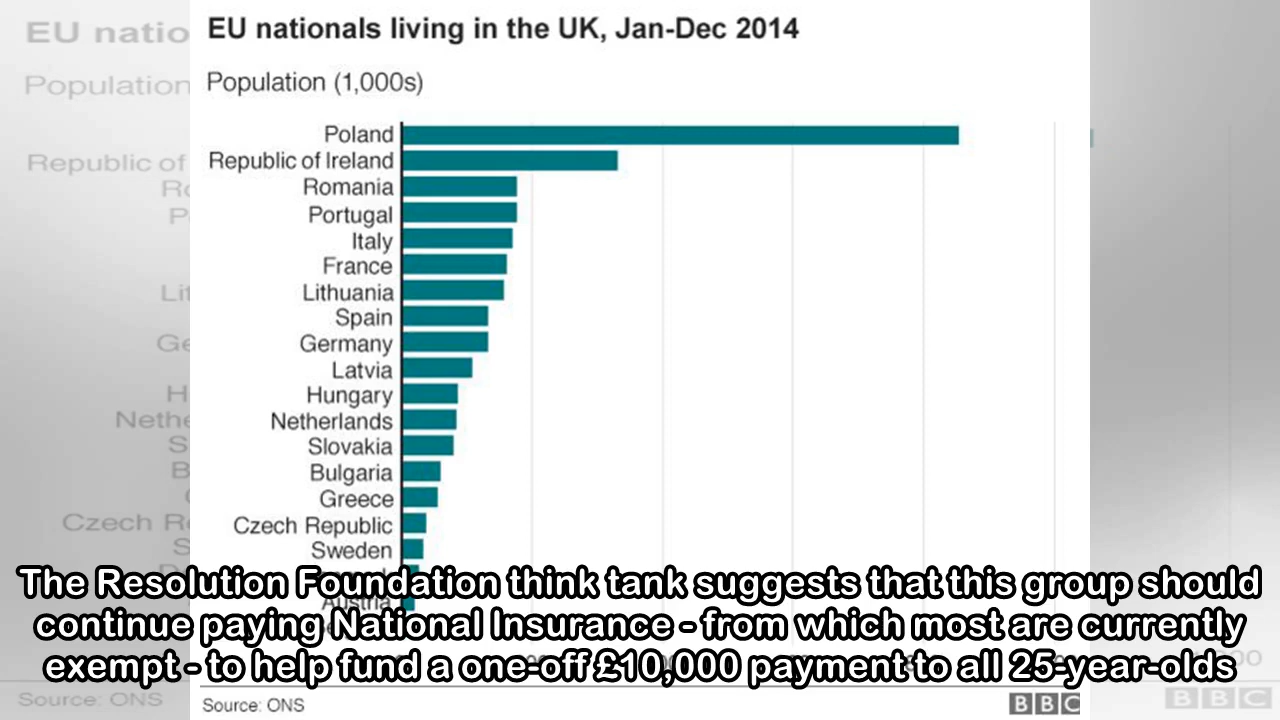 EU nationals living in the UK, Jan-Dec 2014
Population (1,000s)
Poland
Republic of Ireland
Romania
Portugal
Italy
France
Lithuania
Spain
Germany
Latvia
Hungary
Netherlands
Slovakia
Bulgaria
Greece
Czech Republic
Sweden
Austria
The Resolution Foundation think tank suggests that this group should
continue paying National Insurance - from which most are currently
exempt - to help fund a one-off £10,000 payment to all 25-year-olds
Source: ONS
BBC